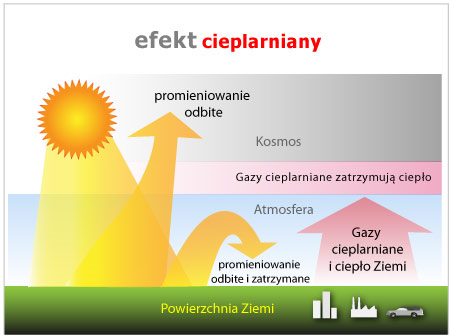 efekt cieplarniany
promieniowanie
odbite
Kosmos
Gazy cieplarniane zatrzymują ciepło
Atmosfera
Gazy
cieplarniane
i ciepło Ziemi
promieniowanie
odbite i zatrzymane
Powierzchnia Ziemi